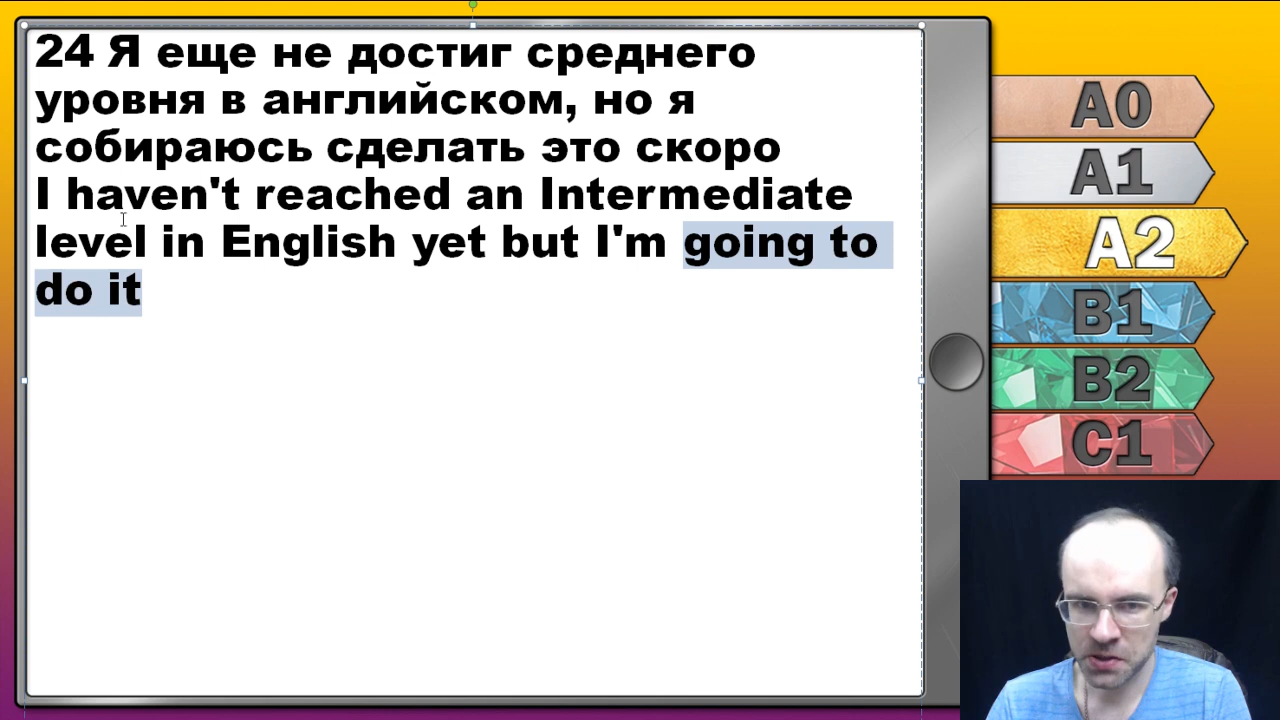 24 Я еще не достиг среднего
уровня в английском, но я
собираюсь сделать это скоро
I haven't reached an Intermediate
level in English yet but I'm going to
do it
A0
A1
A2
B1
B2
C1